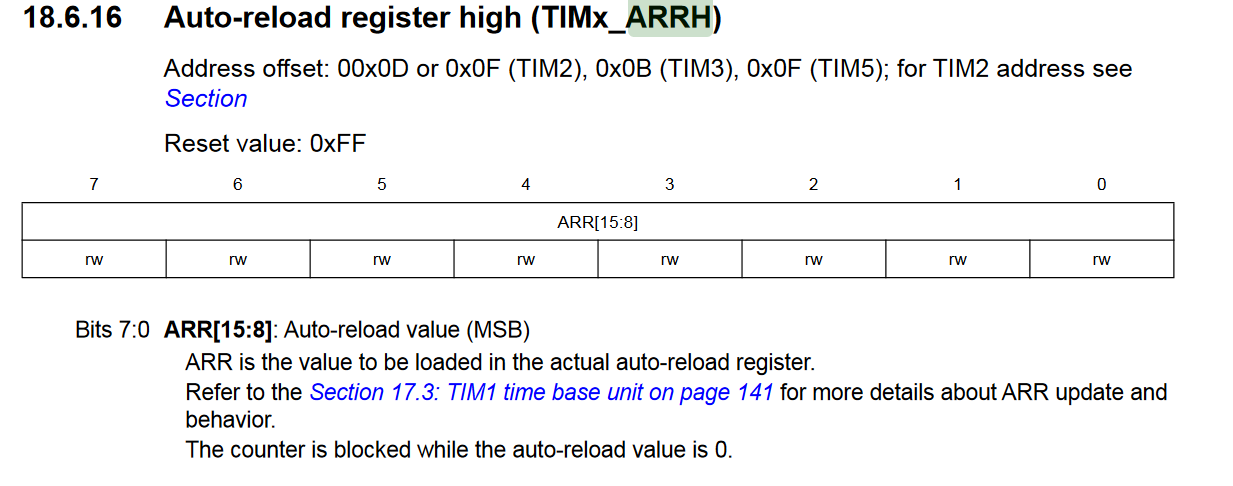 18.6.16 Auto-reload register high (TIMx_ARRH)
Address offset: 00x0D or 0x0F (TIM2), 0x0B (TIM3), 0x0F (TIM5); for TIM2 address see
Section
Reset value: 0xFF
7 6 5 4 3 2 1 0
ARR[15:8]
rw rw rw rw rw rw rw rw
Bits 7:0 ARR[15:8]: Auto-reload value (MSB)
ARR is the value to be loaded in the actual auto-reload register.
Refer to the Section 17.3: TIM1 time base unit on page 141 for more details about ARR update and
behavior.
The counter is blocked while the auto-reload value is 0.